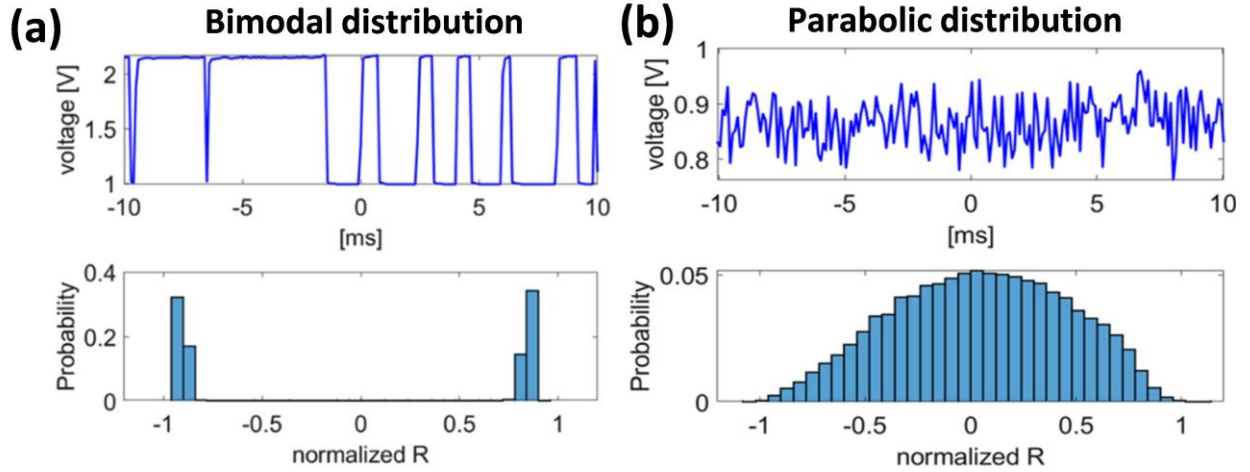 (a) Bimodal distribution
voltage [V]
2
1.5
1
-10 -5 0 5 10
[ms]
Probability
0.4
0.2
0
-1 -0.5 0 0.5 1
normalized R
(b) Parabolic distribution
voltage [V]
1
0.9
0.8
-10 -5 0 5 10
[ms]
Probability
0.05
0
-1 -0.5 0 0.5 1
normalized R